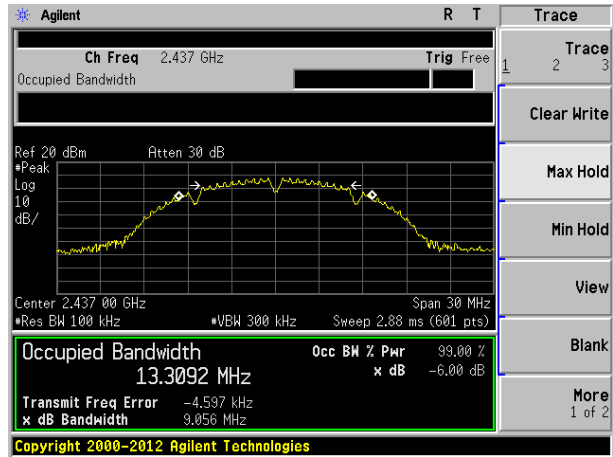 Agilent R T Trace
Ch Freq 2.437 GHz Trig Free
Occupied Bandwidth
Trace
1 2 3
Clear Write
Max Hold
Min Hold
View
Blank
More
1 of 2
Ref 20 dBm Atten 30 dB
#Peak
Log
10
dB/
Center 2.437 00 GHz Span 30 MHz
#Res BW 100 kHz #VBW 300 kHz Sweep 2.88 ms (601 pts)
Occupied Bandwidth Occ BW % Pwr 99.00 %
13.3092 MHz x dB -6.00 dB
Transmit Freq Error -4.597 kHz
x dB Bandwidth 9.056 MHz
Copyright 2000-2012 Agilent Technologies